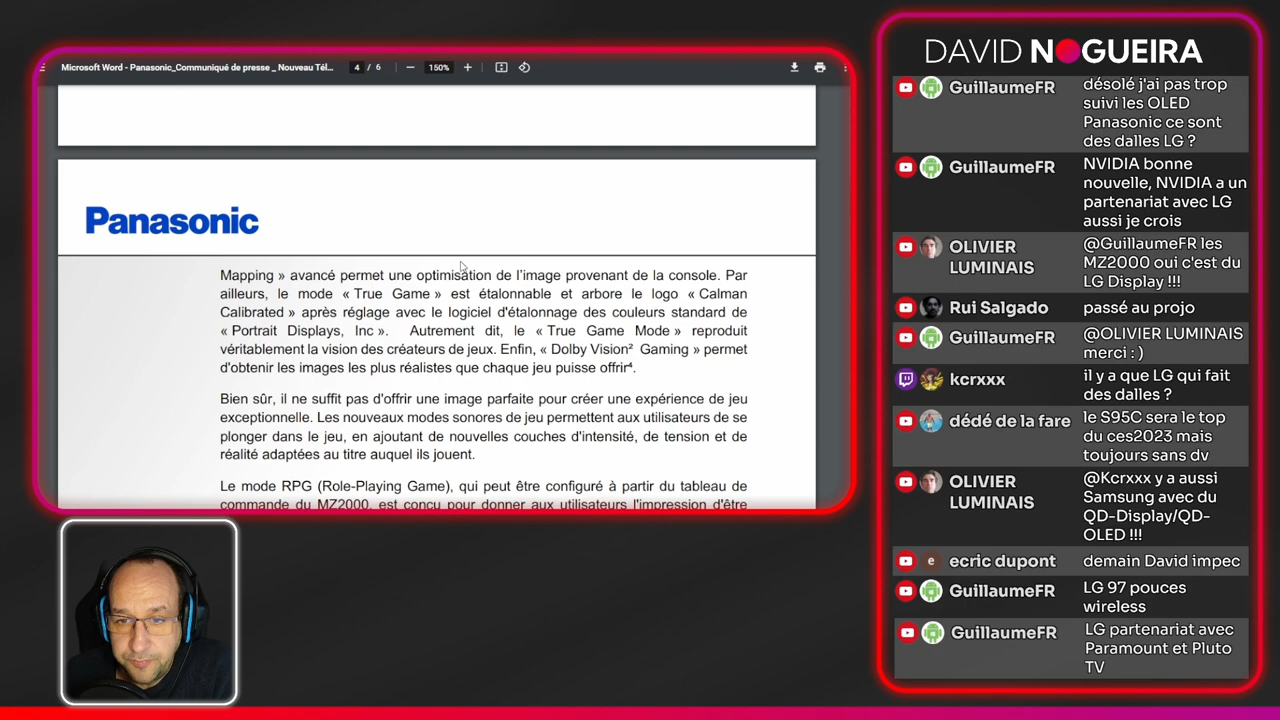 Microsoft Word - Panasonic_Communiqué de presse _ Nouveau Tél... 4 / 6 150%
Panasonic
Mapping » avancé permet une optimisation de l'image provenant de la console. Par
ailleurs, le mode « True Game » est étalonnable et arbore le logo « Calman
Calibrated » après réglage avec le logiciel d'étalonnage des couleurs standard de
« Portrait Displays, Inc ». Autrement dit, le « True Game Mode » reproduit
véritablement la vision des créateurs de jeux. Enfin, « Dolby Vision² Gaming » permet
d'obtenir les images les plus réalistes que chaque jeu puisse offrir⁴.
Bien sûr, il ne suffit pas d'offrir une image parfaite pour créer une expérience de jeu
exceptionnelle. Les nouveaux modes sonores de jeu permettent aux utilisateurs de se
plonger dans le jeu, en ajoutant de nouvelles couches d'intensité, de tension et de
réalité adaptées au titre auquel ils jouent.
Le mode RPG (Role-Playing Game), qui peut être configuré à partir du tableau de
commande du MZ2000, est conçu pour donner aux utilisateurs l'impression d'être
DAVID NOGUEIRA
GuillaumeFR désolé j'ai pas trop
suivi les OLED
Panasonic ce sont
des dalles LG ?
GuillaumeFR NVIDIA bonne
nouvelle, NVIDIA a un
partenariat avec LG
aussi je crois
OLIVIER @GuillaumeFR les
LUMINAIS MZ2000 oui c'est du
LG Display !!!
Rui Salgado passé au projo
GuillaumeFR @OLIVIER LUMINAIS
merci : )
kcrxxx il y a que LG qui fait
des dalles ?
dédé de la fare le S95C sera le top
du ces2023 mais
toujours sans dv
OLIVIER @Kcrxxx y a aussi
LUMINAIS Samsung avec du
QD-Display/QD-
OLED !!!
e ecric dupont demain David impec
GuillaumeFR LG 97 pouces
wireless
GuillaumeFR LG partenariat avec
Paramount et Pluto
TV